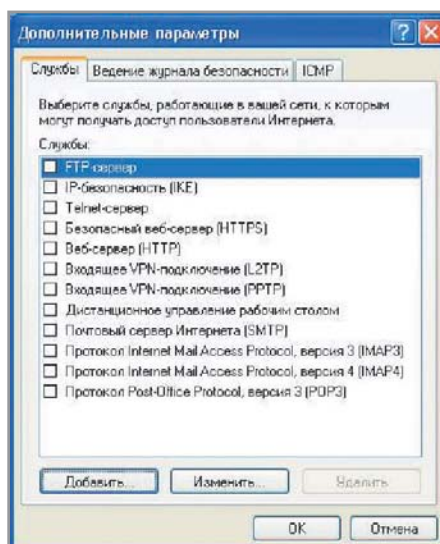 Дополнительные параметры
Службы Ведение журнала безопасности ICMP
Выберите службы, работающие в вашей сети, к которым
могут получать доступ пользователи Интернета.
Службы:
FTP-сервер
IP-безопасность (IKE)
Telnet-сервер
Безопасный веб-сервер (HTTPS)
Веб-сервер (HTTP)
Входящее VPN-подключение (L2TP)
Входящее VPN-подключение (PPTP)
Дистанционное управление рабочим столом
Почтовый сервер Интернета (SMTP)
Протокол Internet Mail Access Protocol, версия 3 (IMAP3)
Протокол Internet Mail Access Protocol, версия 4 (IMAP4)
Протокол Post-Office Protocol, версия 3 (POP3)
Добавить... Изменить... Удалить
OK Отмена